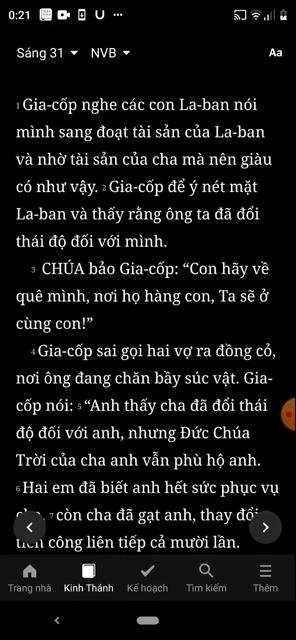 0:21
Sáng 31 NVB Aa
1 Gia-cốp nghe các con La-ban nói
mình sang đoạt tài sản của La-ban
và nhờ tài sản của cha mà nên giàu
có như vậy. 2 Gia-cốp để ý nét mặt
La-ban và thấy rằng ông ta đã đổi
thái độ đối với mình.
3 CHÚA bảo Gia-cốp: “Con hãy về
quê mình, nơi họ hàng con, Ta sẽ ở
cùng con!”
4 Gia-cốp sai gọi hai vợ ra đồng cỏ,
nơi ông đang chăn bầy súc vật. Gia-
cốp nói: 5 “Anh thấy cha đã đổi thái
độ đối với anh, nhưng Đức Chúa
Trời của cha anh vẫn phù hộ anh.
6 Hai em đã biết anh hết sức phục vụ
7 còn cha đã gạt anh, thay đổi
công liên tiếp cả mười lần.
Trang nhà Kinh Thánh Kế hoạch Tìm kiếm Thêm